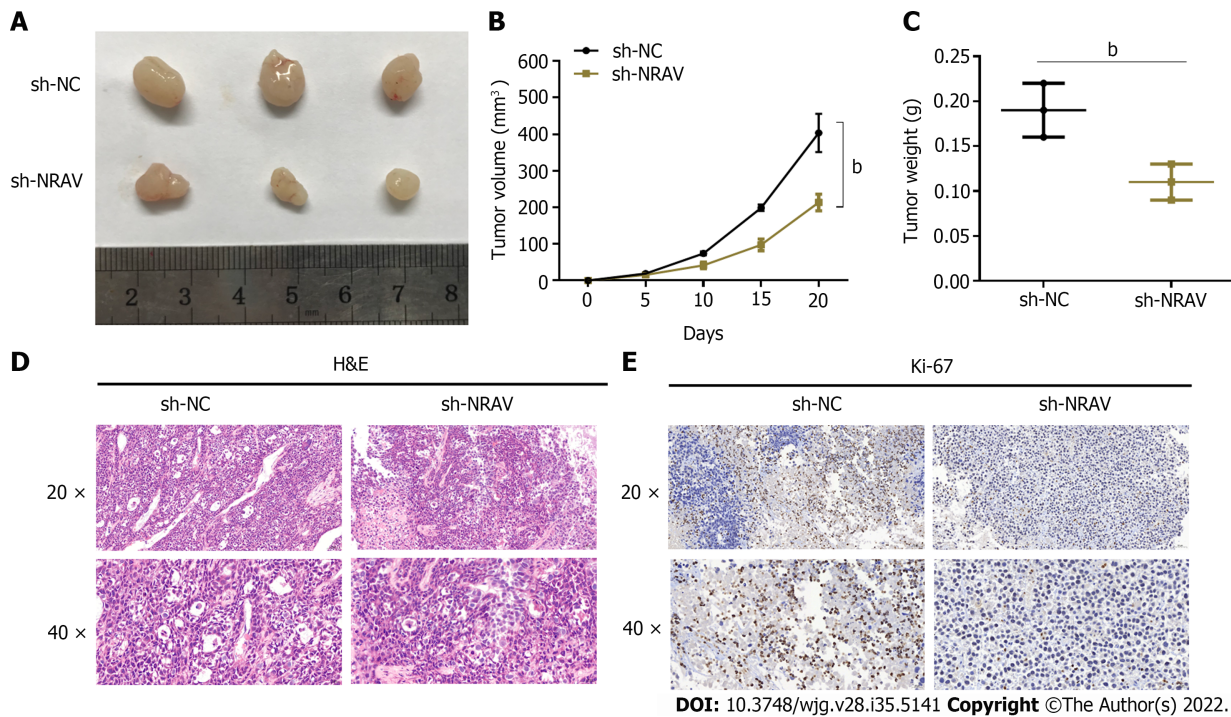 A
sh-NC
sh-NRAV
2 3 4 5 6 7 8
mm
B
sh-NC
sh-NRAV
Tumor volume (mm³)
600
500
400
300
200
100
0
0 5 10 15 20
Days
b
C
b
Tumor weight (g)
0.25
0.20
0.15
0.10
0.05
0.00
sh-NC sh-NRAV
D
H&E
sh-NC sh-NRAV
20 ×
40 ×
E
Ki-67
sh-NC sh-NRAV
20 ×
40 ×
DOI: 10.3748/wjg.v28.i35.5141 Copyright ©The Author(s) 2022.